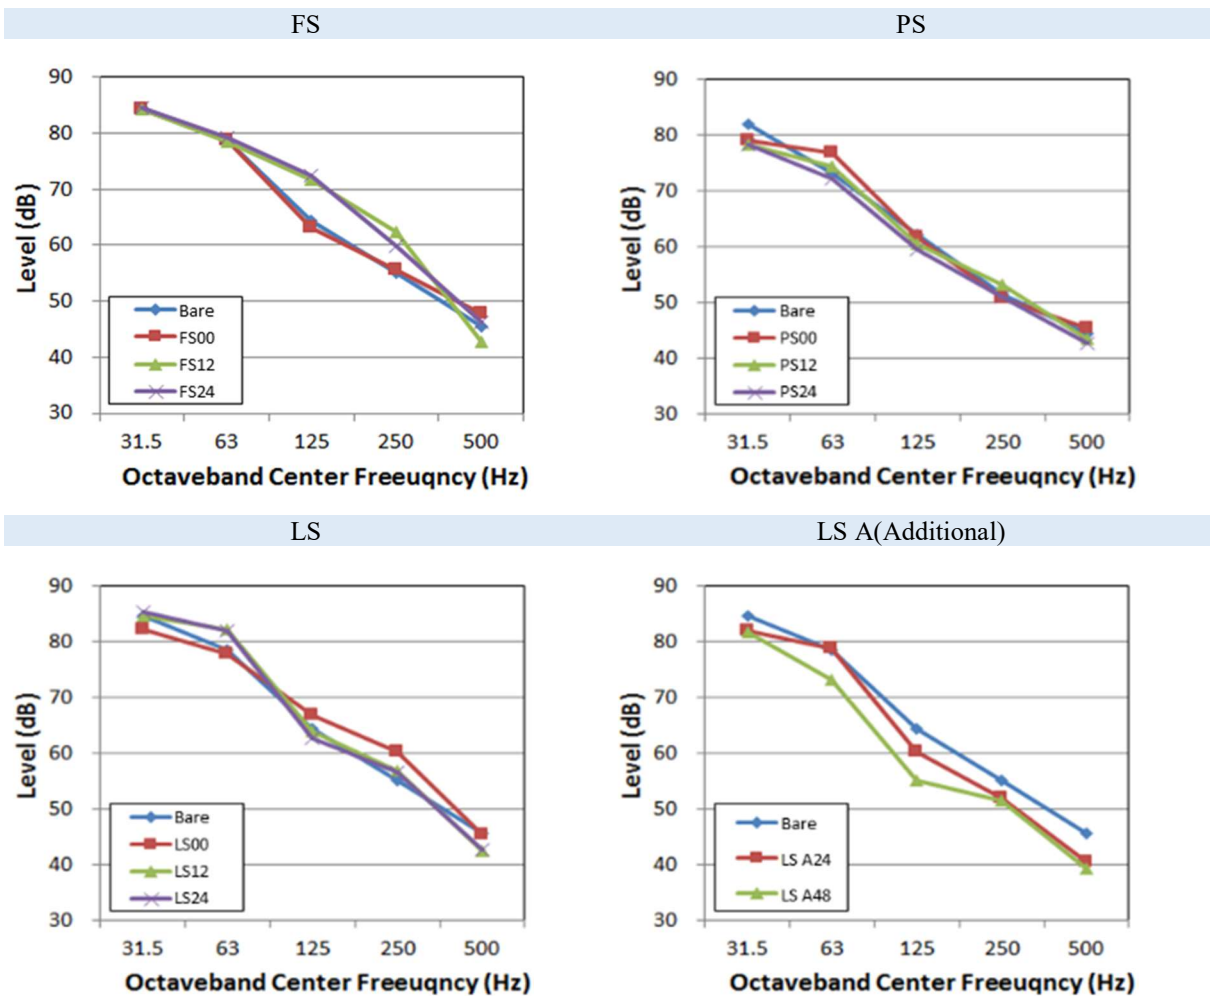 FS
PS
90
80
70
60
50
40
30
Level (dB)
Bare
FS00
FS12
FS24
31.5 63 125 250 500
Octaveband Center Freeuqncy (Hz)
90
80
70
60
50
40
30
Level (dB)
Bare
PS00
PS12
PS24
31.5 63 125 250 500
Octaveband Center Freeuqncy (Hz)
LS
LS A(Additional)
90
80
70
60
50
40
30
Level (dB)
Bare
LS00
LS12
LS24
31.5 63 125 250 500
Octaveband Center Freeuqncy (Hz)
90
80
70
60
50
40
30
Level (dB)
Bare
LS A24
LS A48
31.5 63 125 250 500
Octaveband Center Freeuqncy (Hz)